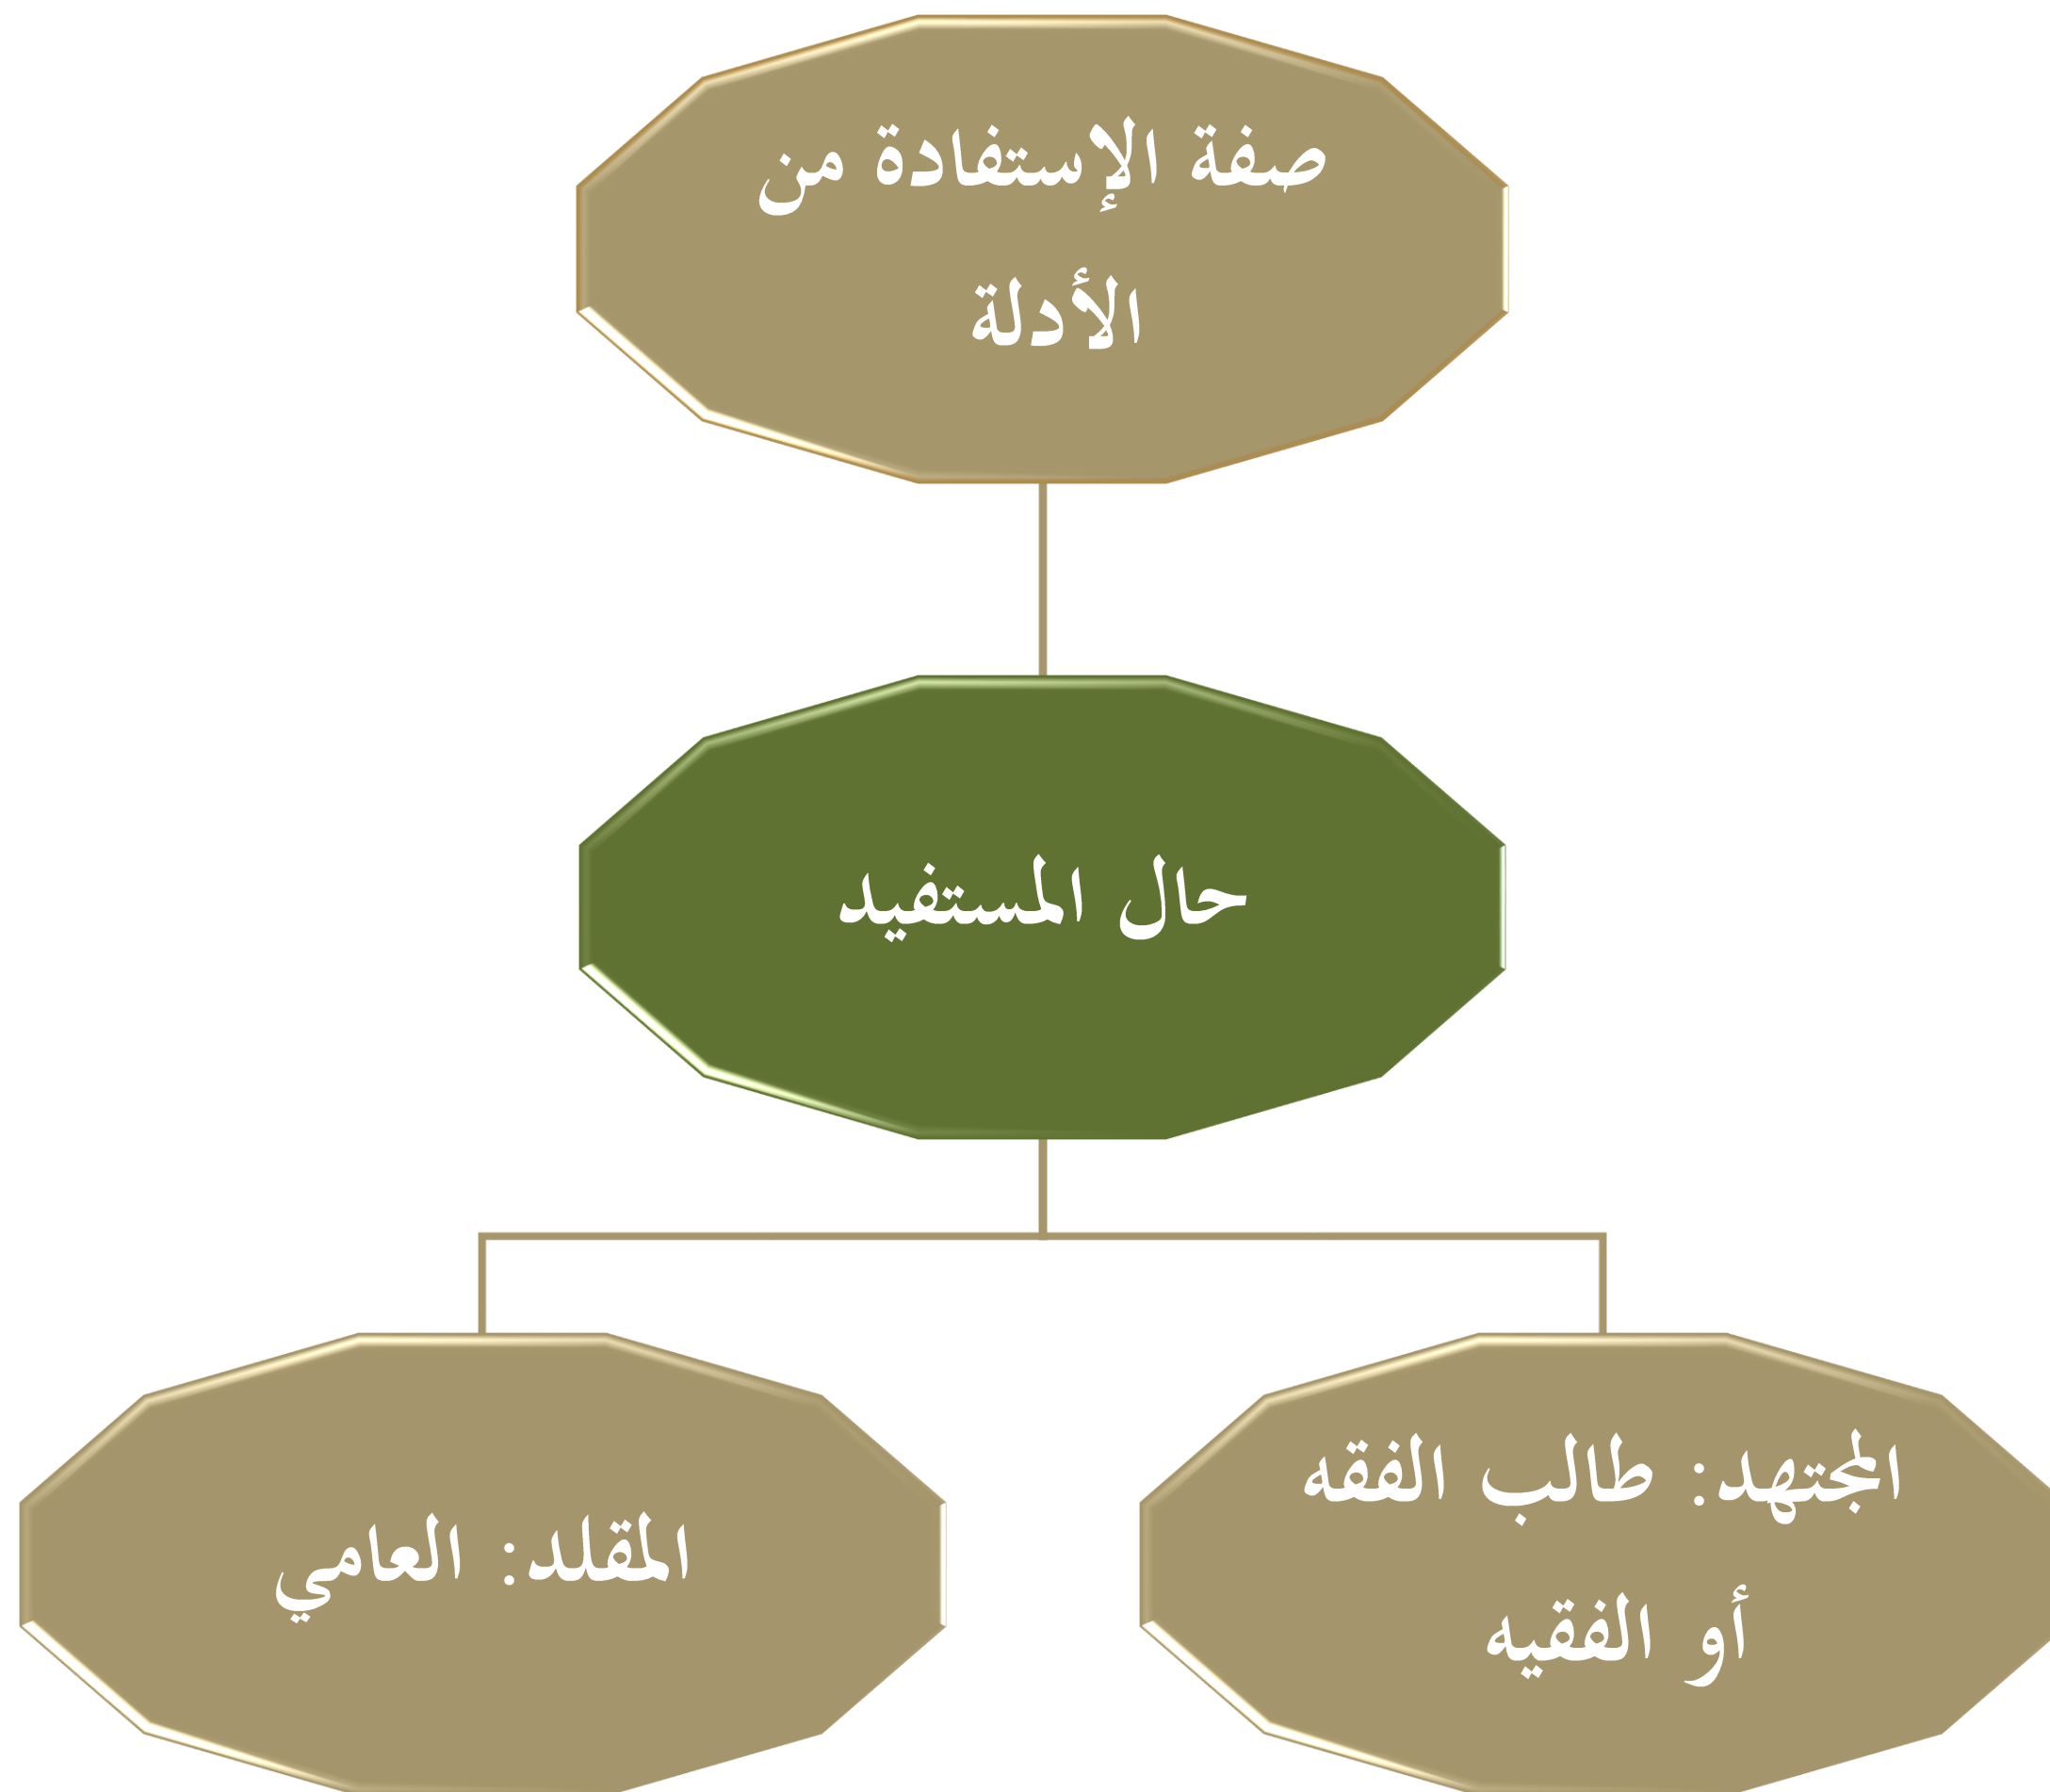 صفة الإستفادة من
الأدلة
حال المستفيد
المجتهد: طالب الفقه
أو الفقيه
المقلد: العامي